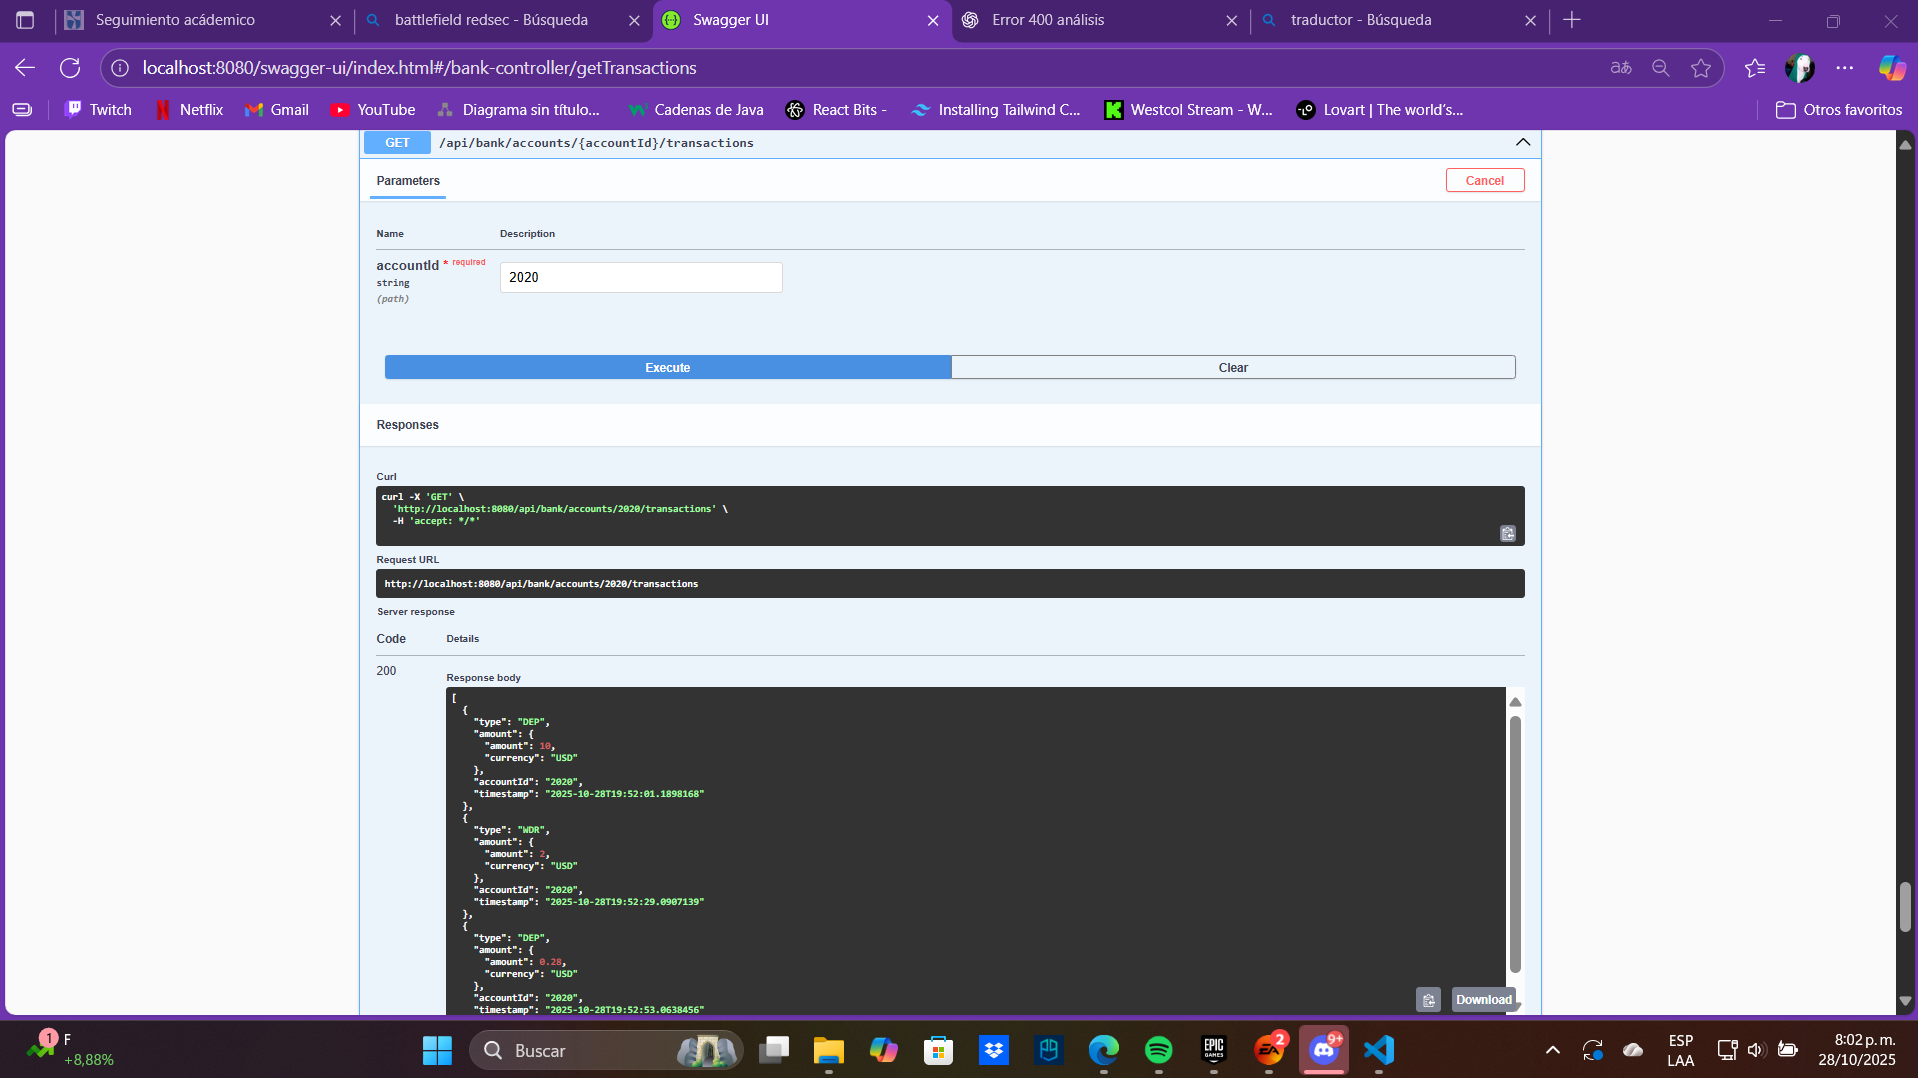 Seguimiento acádemico
battlefield redsec - Búsqueda
Swagger UI
Error 400 análisis
traductor - Búsqueda
localhost:8080/swagger-ui/index.html#/bank-controller/getTransactions
Twitch
Netflix
Gmail
YouTube
Diagrama sin título...
Cadenas de Java
React Bits -
Installing Tailwind C...
Westcol Stream - W...
Lovart | The world's...
Otros favoritos
GET /api/bank/accounts/{accountId}/transactions
Parameters
Cancel
Name Description
accountId * required
string
(path)
2020
Execute
Clear
Responses
Curl
curl -X 'GET' \
'http://localhost:8080/api/bank/accounts/2020/transactions' \
-H 'accept: */*'
Request URL
http://localhost:8080/api/bank/accounts/2020/transactions
Server response
Code Details
200
Response body
[
{
"type": "DEP",
"amount": {
"amount": 10,
"currency": "USD"
},
"accountId": "2020",
"timestamp": "2025-10-28T19:52:01.1898168"
},
{
"type": "WDR",
"amount": {
"amount": 2,
"currency": "USD"
},
"accountId": "2020",
"timestamp": "2025-10-28T19:52:29.0907139"
},
{
"type": "DEP",
"amount": {
"amount": 0.28,
"currency": "USD"
},
"accountId": "2020",
"timestamp": "2025-10-28T19:52:53.0638456"
Download
1
F
+8,88%
Buscar
EPIC GAMES
EA
2
9+
ESP
LAA
8:02 p. m.
28/10/2025